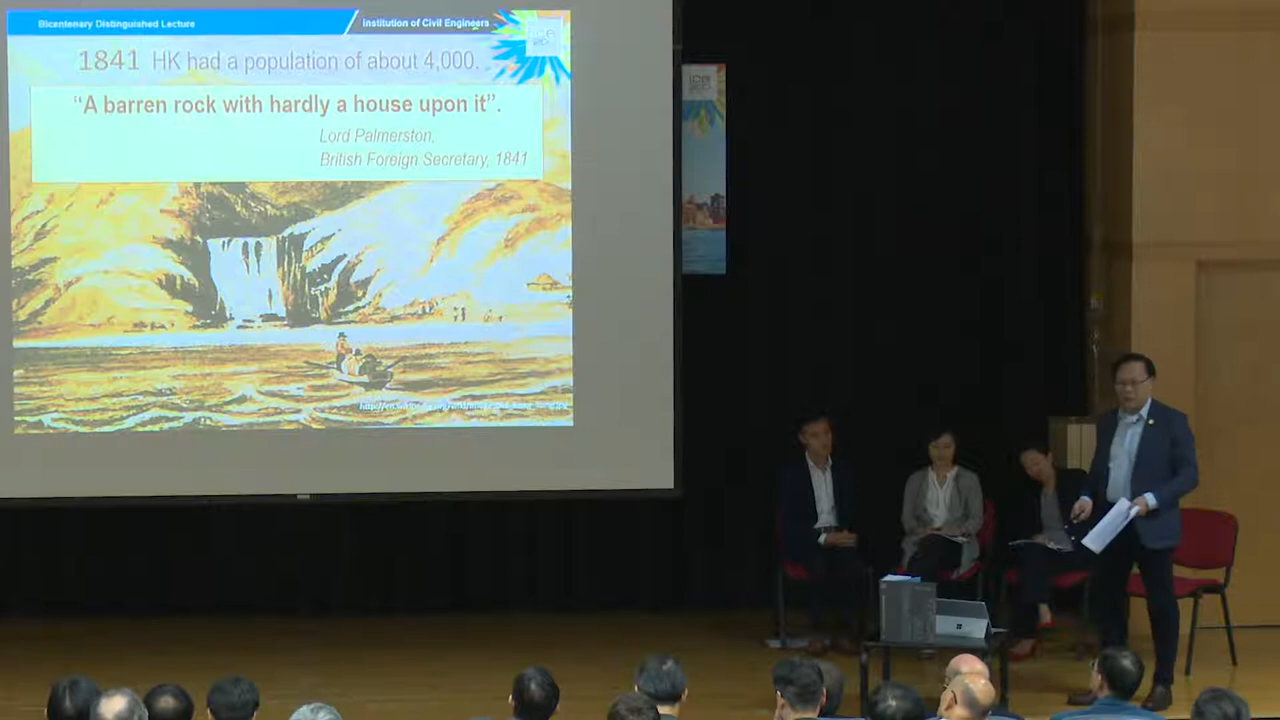 Bicentenary Distinguished Lecture
Institution of Civil Engineers
1841 HK had a population of about 4,000.
“A barren rock with hardly a house upon it”.
Lord Palmerston,
British Foreign Secretary, 1841